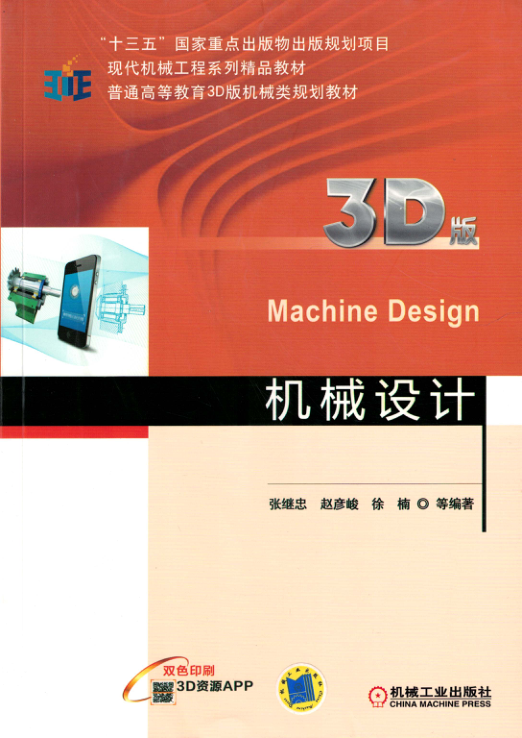 “十三五”国家重点出版物出版规划项目
现代机械工程系列精品教材
普通高等教育3D版机械类规划教材
3D版
Machine Design
机械设计
张继忠 赵彦峻 徐楠◎等编著
双色印刷
3D资源APP
机械工业出版社
CHINA MACHINE PRESS